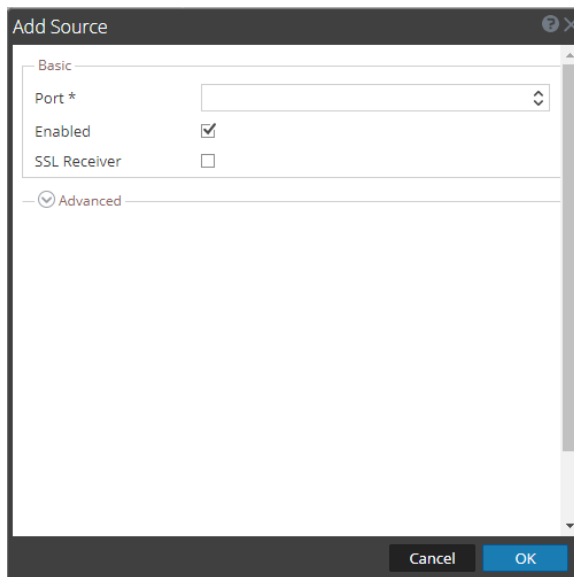 Add Source
Basic
Port *
Enabled
SSL Receiver
Advanced
Cancel OK